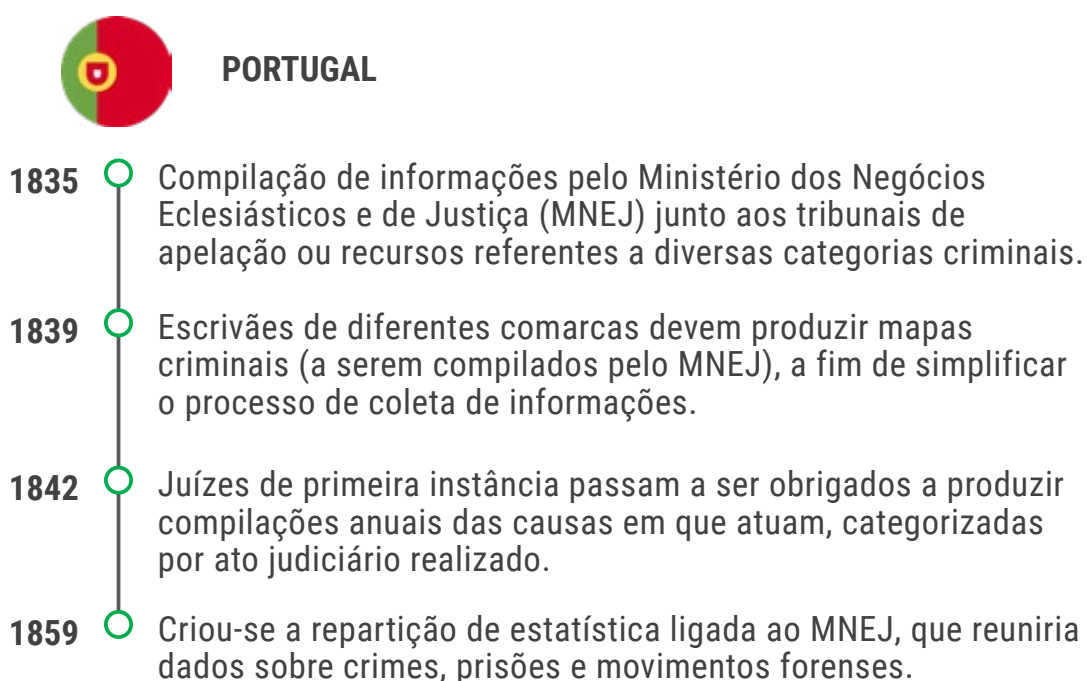 PORTUGAL
1835 Compilação de informações pelo Ministério dos Negócios
Eclesiásticos e de Justiça (MNEJ) junto aos tribunais de
apelação ou recursos referentes a diversas categorias criminais.
1839 Escrivães de diferentes comarcas devem produzir mapas
criminais (a serem compilados pelo MNEJ), a fim de simplificar
o processo de coleta de informações.
1842 Juízes de primeira instância passam a ser obrigados a produzir
compilações anuais das causas em que atuam, categorizadas
por ato judiciário realizado.
1859 Criou-se a repartição de estatística ligada ao MNEJ, que reuniria
dados sobre crimes, prisões e movimentos forenses.